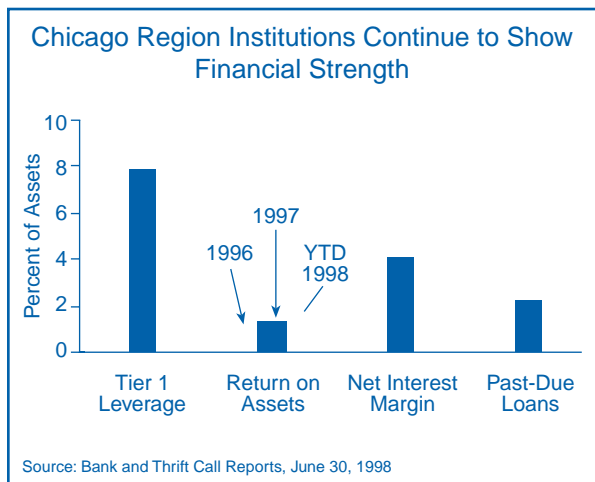 Chicago Region Institutions Continue to Show
Financial Strength
Percent of Assets
10
8
6
4
2
0
1996
1997
YTD
1998
Tier 1
Leverage
Return on
Assets
Net Interest
Margin
Past-Due
Loans
Source: Bank and Thrift Call Reports, June 30, 1998